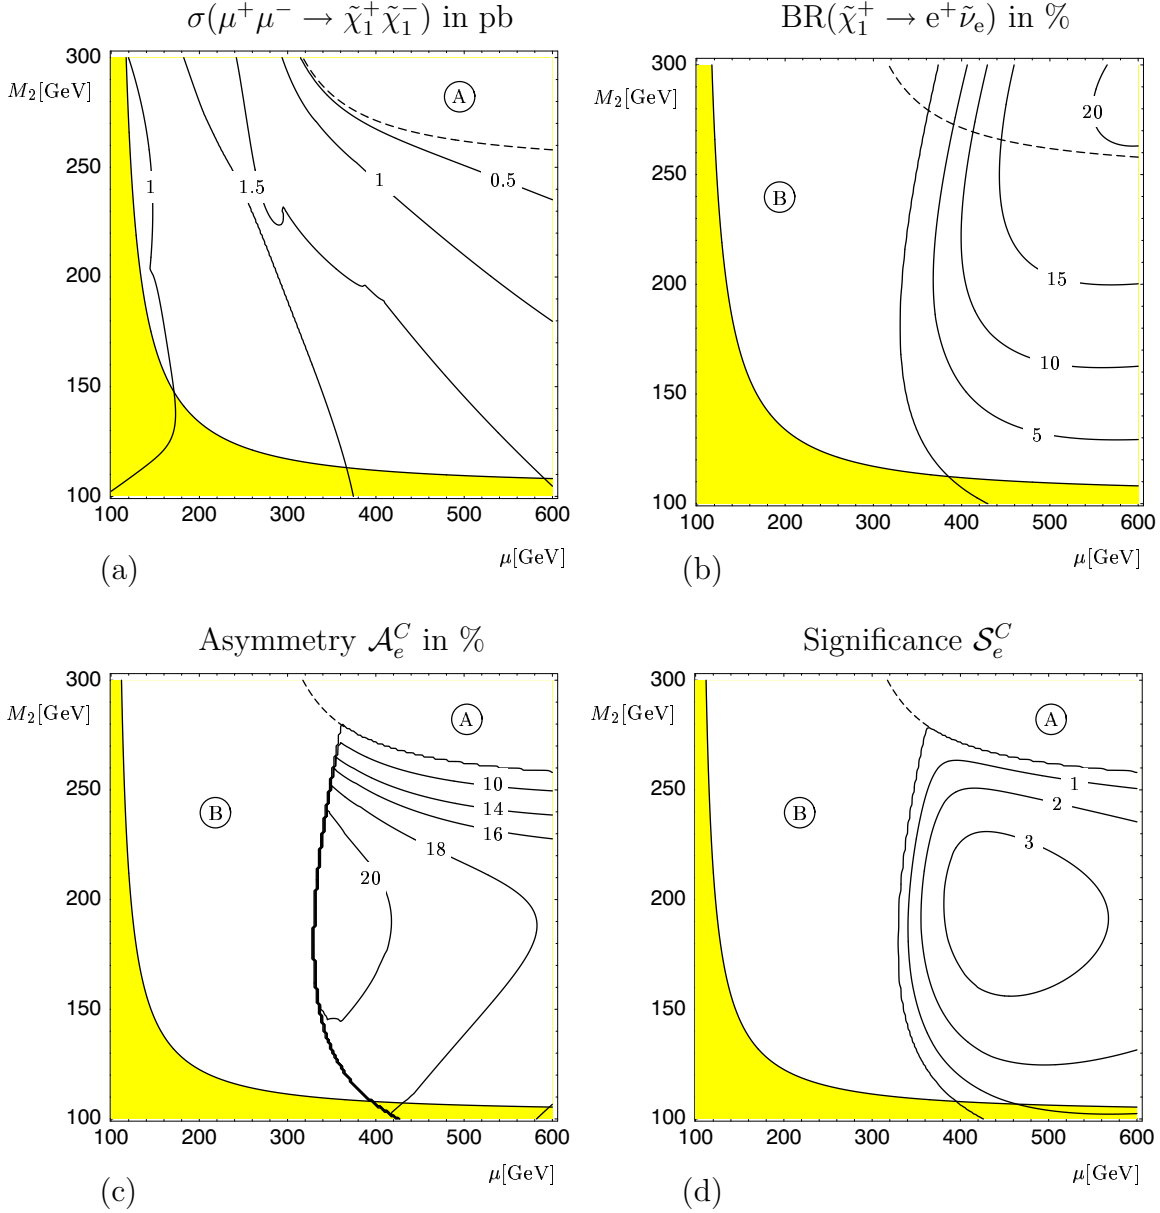 σ(μ⁺μ⁻ → χ̃₁⁺χ̃₁⁻) in pb
BR(χ̃₁⁺ → e⁺ν̃ₑ) in %
M₂[GeV]
300
250
200
150
100
A
1
1.5
1
0.5
100 200 300 400 500 600
μ[GeV]
(a)
M₂[GeV]
300
250
200
150
100
B
20
15
10
5
100 200 300 400 500 600
μ[GeV]
(b)
Asymmetry 𝒜ₑᶜ in %
Significance 𝒮ₑᶜ
M₂[GeV]
300
250
200
150
100
A
B
10
14
16
18
20
100 200 300 400 500 600
μ[GeV]
(c)
M₂[GeV]
300
250
200
150
100
A
B
1
2
3
100 200 300 400 500 600
μ[GeV]
(d)